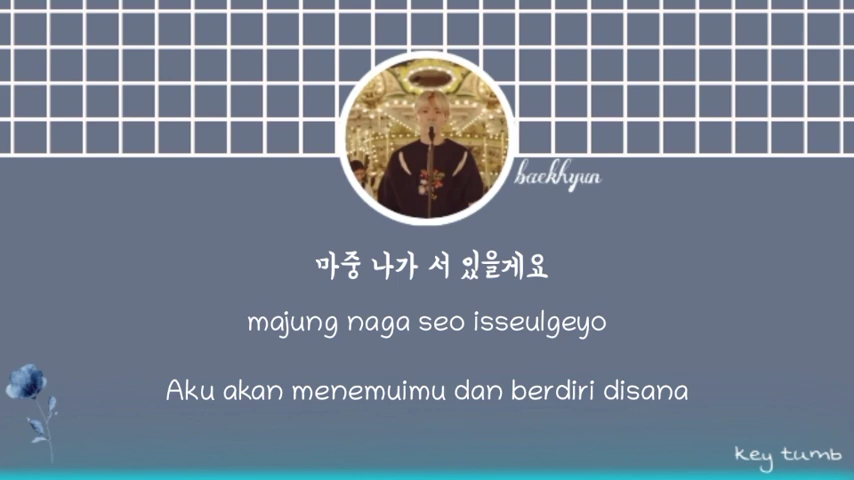 baekhyun
마중 나가 서 있을게요
majung naga seo isseulgeyo
Aku akan menemuimu dan berdiri disana
key tumb